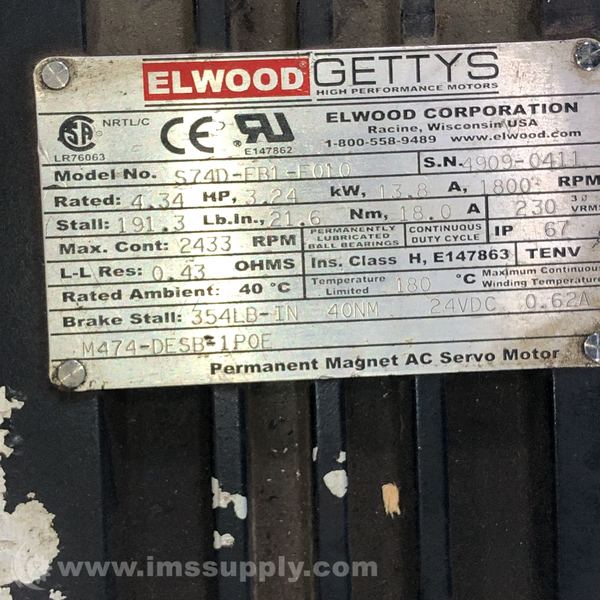 ELWOOD GETTYS
HIGH PERFORMANCE MOTORS
NRTL/C
LR76063
E147862
ELWOOD CORPORATION
Racine, Wisconsin USA
1-800-558-9489 www.elwood.com
Model No. S74D-EB1-E010 S.N. 4909-0411
Rated: 4.34 HP, 3.24 kW, 13.8 A, 1800 RPM
Stall: 191.3 Lb.In., 21.6 Nm, 18.0 A 230 3Ø VRMS
Max. Cont: 2433 RPM PERMANENTLY LUBRICATED BALL BEARINGS CONTINUOUS DUTY CYCLE IP 67
L-L Res: 0.43 OHMS Ins. Class H, E147863 TENV
Rated Ambient: 40 °C Temperature Limited 180 °C Maximum Continuous Winding Temperature
Brake Stall: 354LB-IN 40NM 24VDC 0.62A
M474-DESB-1P0E
Permanent Magnet AC Servo Motor
www.imssupply.com